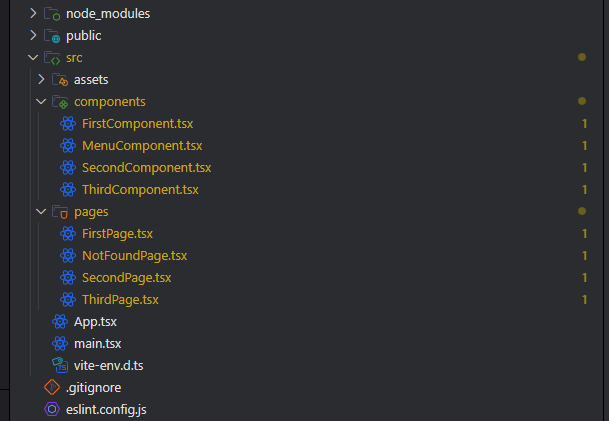 node_modules
public
src
assets
components
FirstComponent.tsx 1
MenuComponent.tsx 1
SecondComponent.tsx 1
ThirdComponent.tsx 1
pages
FirstPage.tsx 1
NotFoundPage.tsx 1
SecondPage.tsx 1
ThirdPage.tsx 1
App.tsx
main.tsx
TS vite-env.d.ts
.gitignore
eslint.config.js